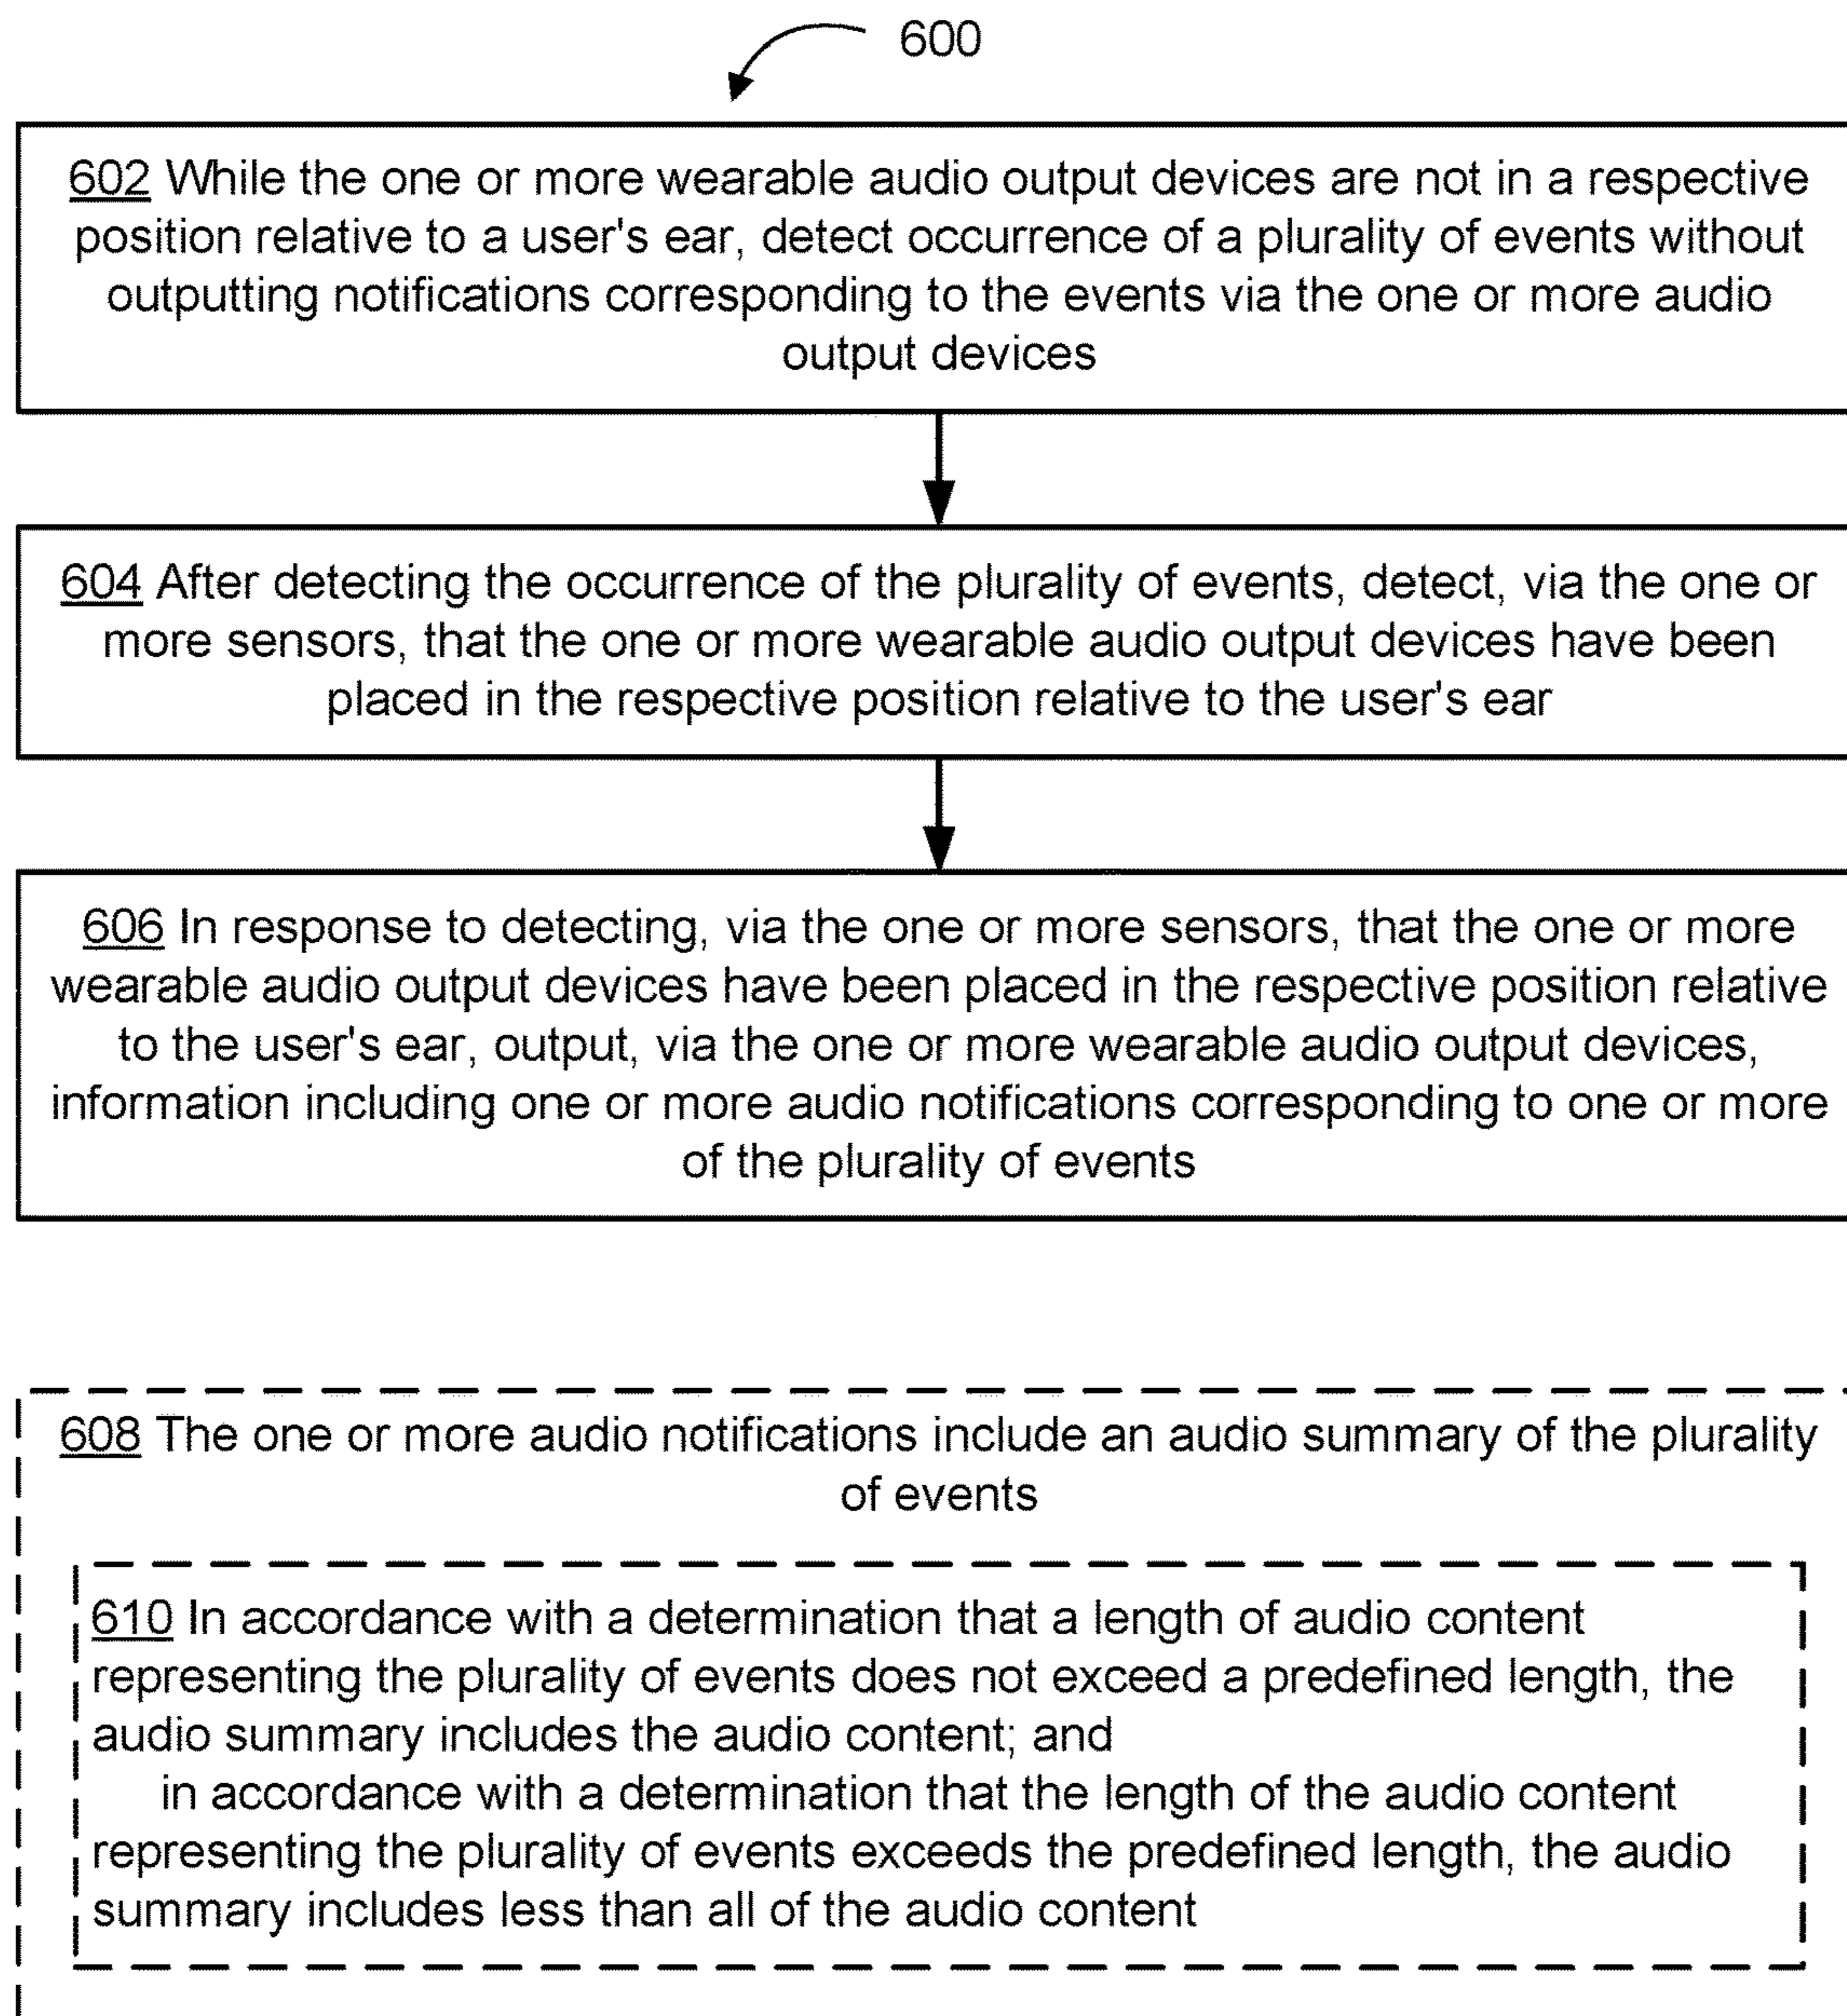 600
602 While the one or more wearable audio output devices are not in a respective
position relative to a user's ear, detect occurrence of a plurality of events without
outputting notifications corresponding to the events via the one or more audio
output devices
604 After detecting the occurrence of the plurality of events, detect, via the one or
more sensors, that the one or more wearable audio output devices have been
placed in the respective position relative to the user's ear
606 In response to detecting, via the one or more sensors, that the one or more
wearable audio output devices have been placed in the respective position relative
to the user's ear, output, via the one or more wearable audio output devices,
information including one or more audio notifications corresponding to one or more
of the plurality of events
608 The one or more audio notifications include an audio summary of the plurality
of events
610 In accordance with a determination that a length of audio content
representing the plurality of events does not exceed a predefined length, the
audio summary includes the audio content; and
in accordance with a determination that the length of the audio content
representing the plurality of events exceeds the predefined length, the audio
summary includes less than all of the audio content